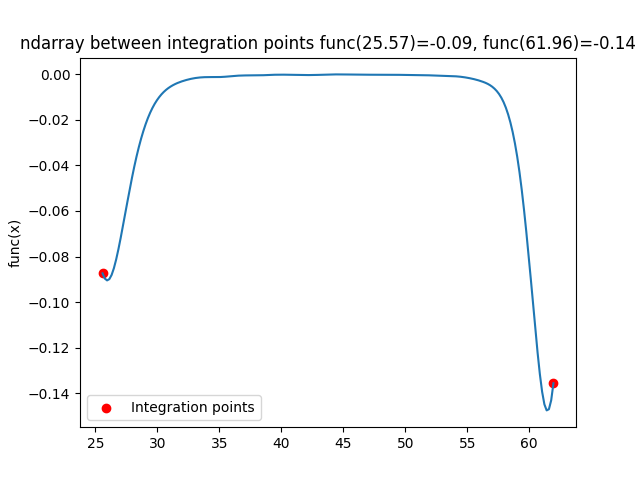 ndarray between integration points func(25.57)=-0.09, func(61.96)=-0.14
0.00
−0.02
−0.04
−0.06
−0.08
−0.10
−0.12
−0.14
func(x)
Integration points
25 30 35 40 45 50 55 60